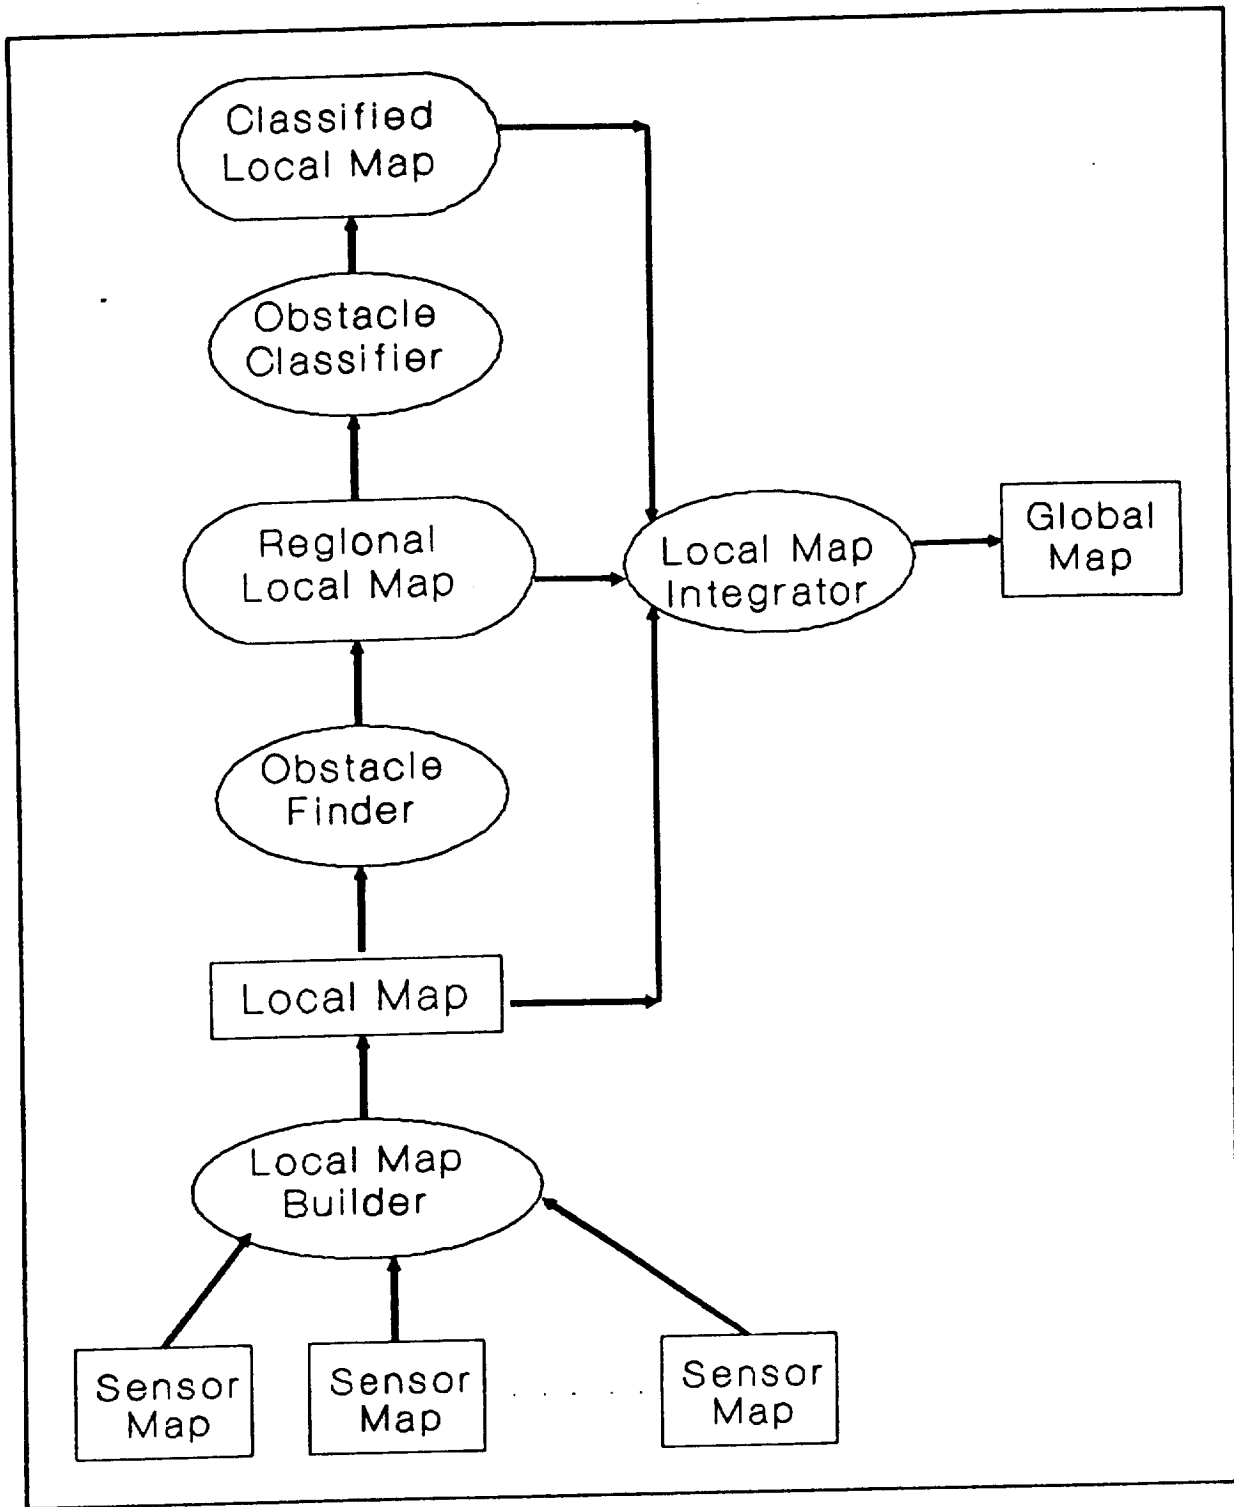 Classified
Local Map
Obstacle
Classifier
Regional
Local Map
Local Map
Integrator
Global
Map
Obstacle
Finder
Local Map
Local Map
Builder
Sensor
Map
Sensor
Map
Sensor
Map